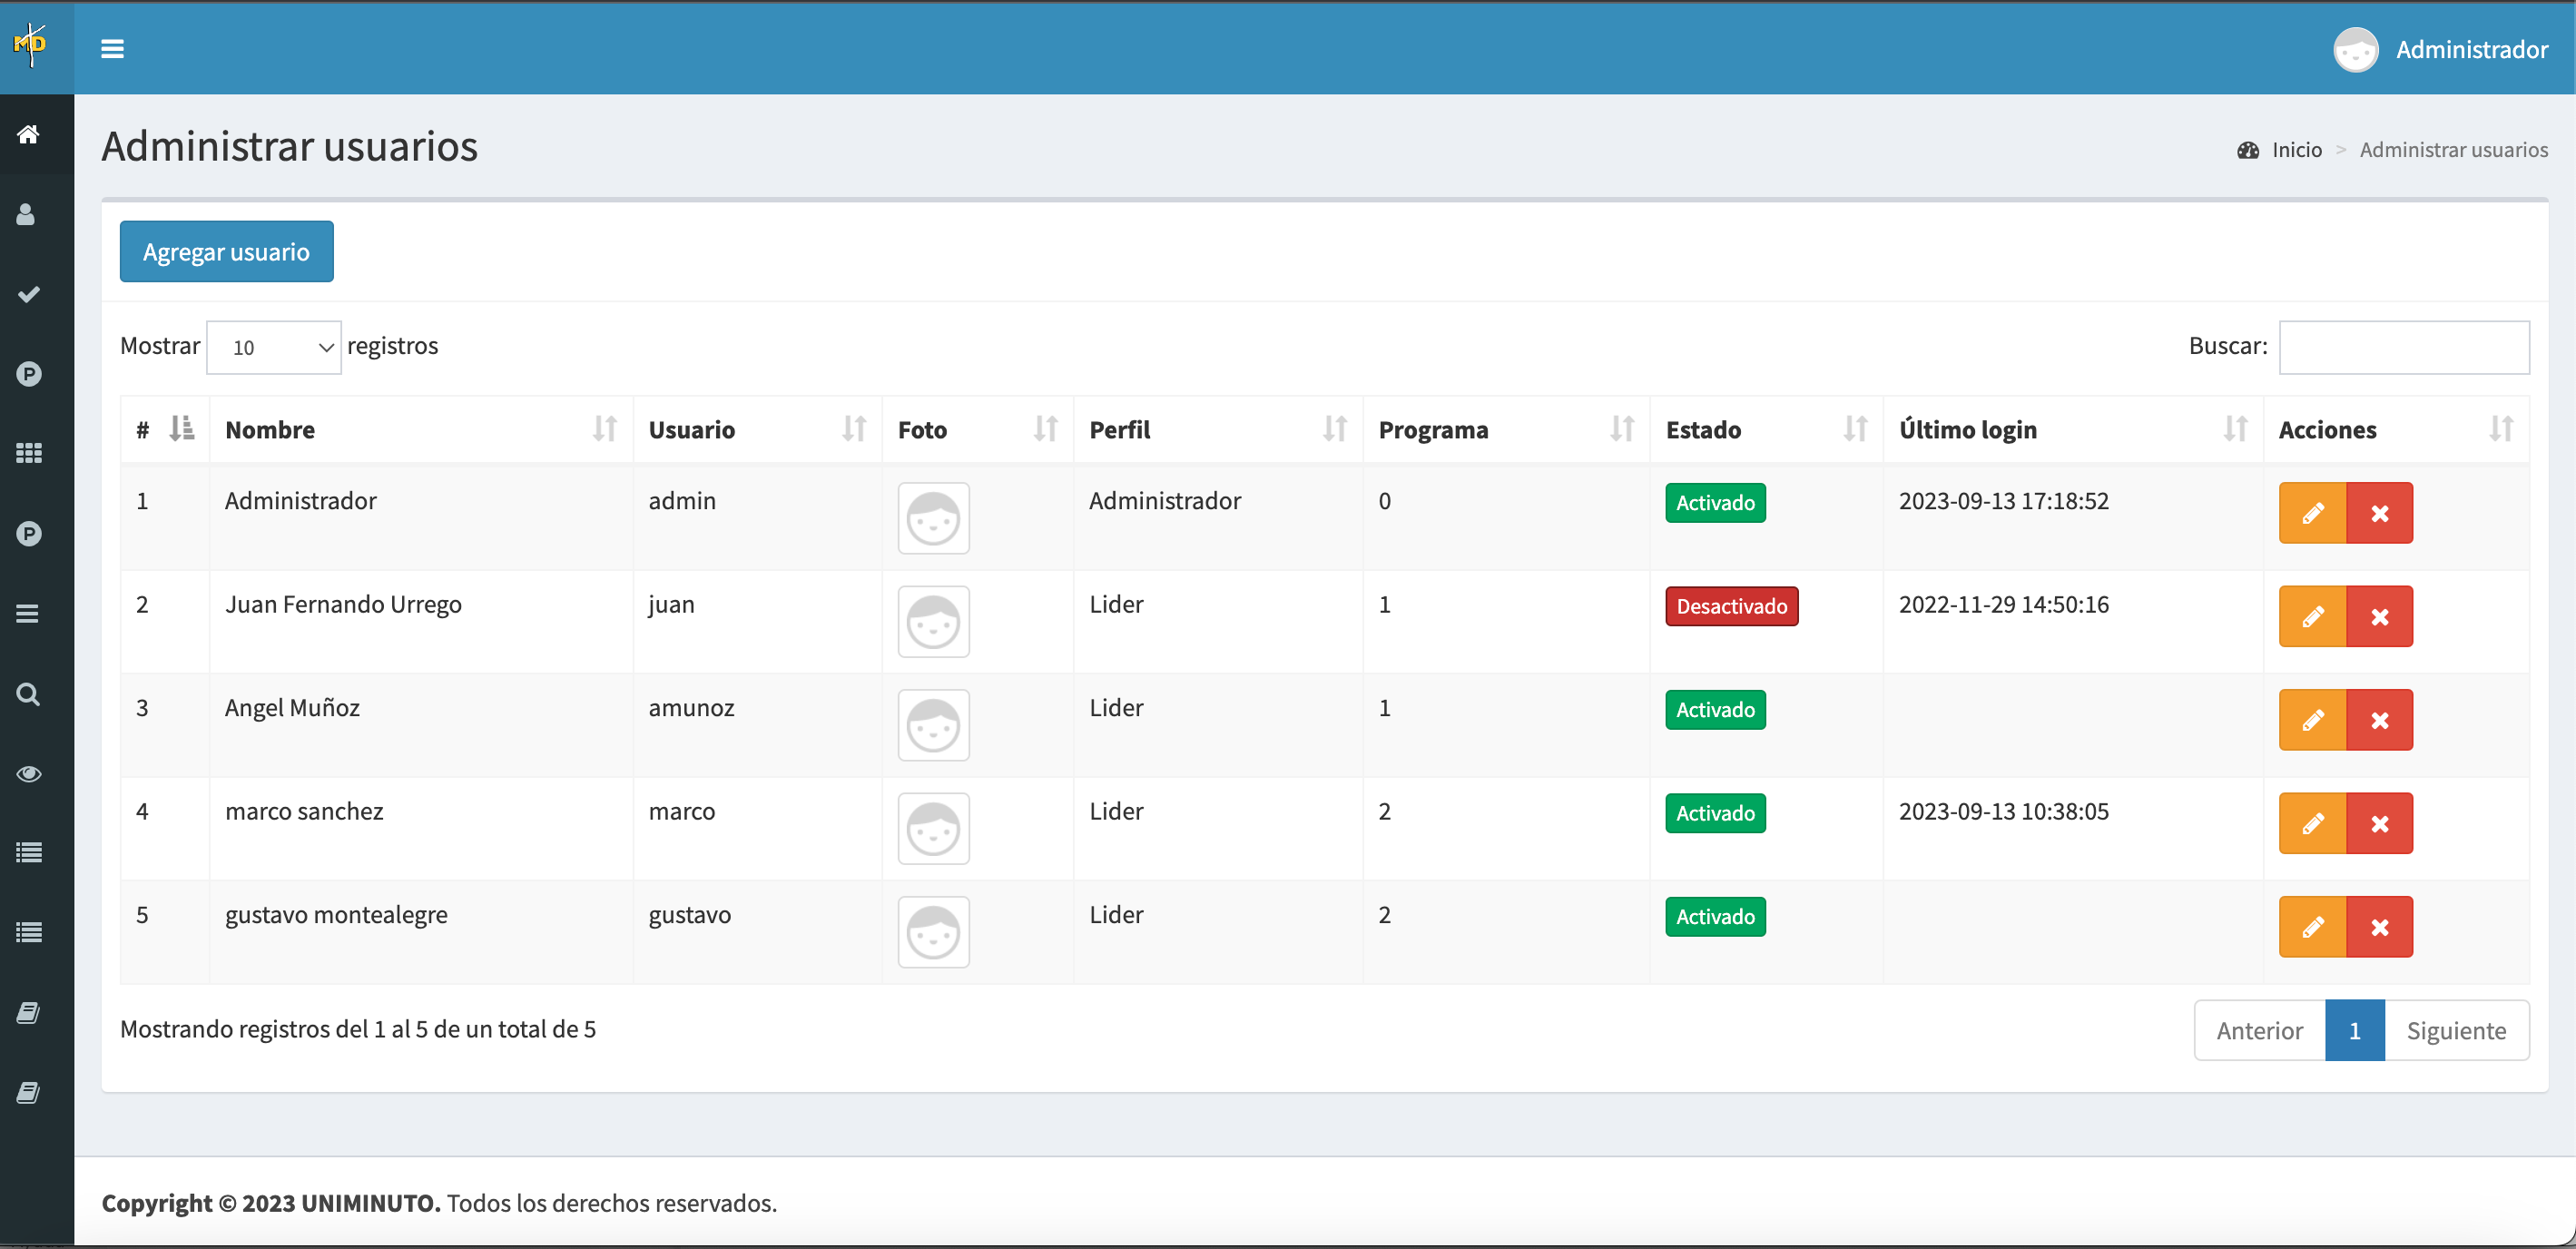 MD
Administrador
Administrar usuarios
Inicio > Administrar usuarios
Agregar usuario
Mostrar 10 registros
Buscar:
# Nombre Usuario Foto Perfil Programa Estado Último login Acciones
1 Administrador admin Administrador 0 Activado 2023-09-13 17:18:52
2 Juan Fernando Urrego juan Lider 1 Desactivado 2022-11-29 14:50:16
3 Angel Muñoz amunoz Lider 1 Activado
4 marco sanchez marco Lider 2 Activado 2023-09-13 10:38:05
5 gustavo montealegre gustavo Lider 2 Activado
Mostrando registros del 1 al 5 de un total de 5
Anterior 1 Siguiente
Copyright © 2023 UNIMINUTO. Todos los derechos reservados.